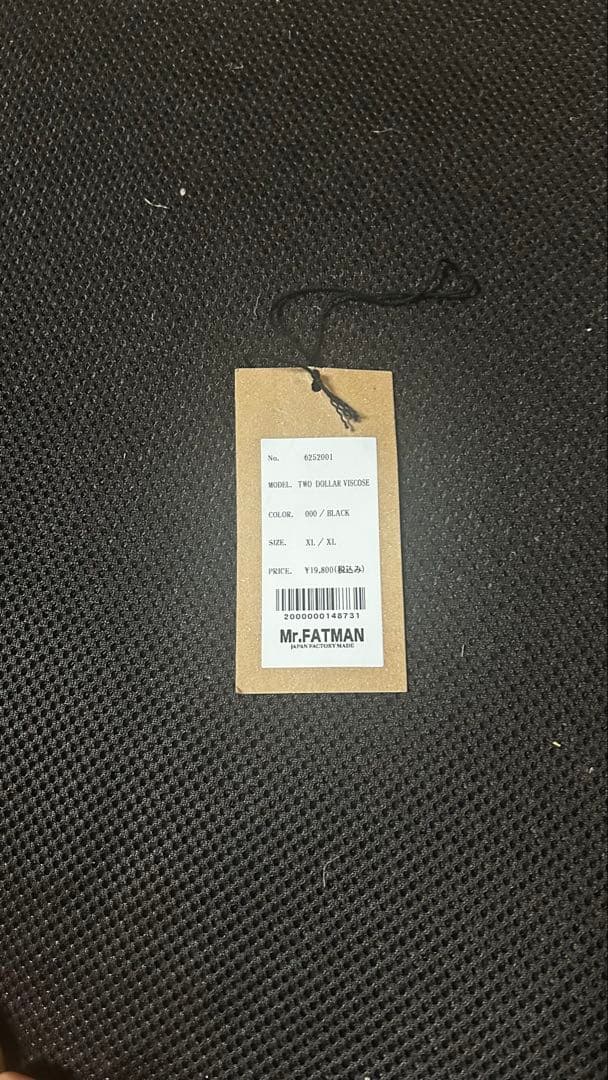 No. 6252001
MODEL. TWO DOLLAR VISCOSE
COLOR. 000 / BLACK
SIZE. XL / XL
PRICE. ¥19,800(税込み)
2000000148731
Mr.FATMAN
JAPAN FACTORY MADE